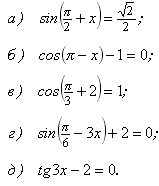 а) sin(π/2 + x) = √2/2;
б) cos(π − x) − 1 = 0;
в) cos(π/3 + 2) = 1;
г) sin(π/6 − 3x) + 2 = 0;
д) tg3x − 2 = 0.